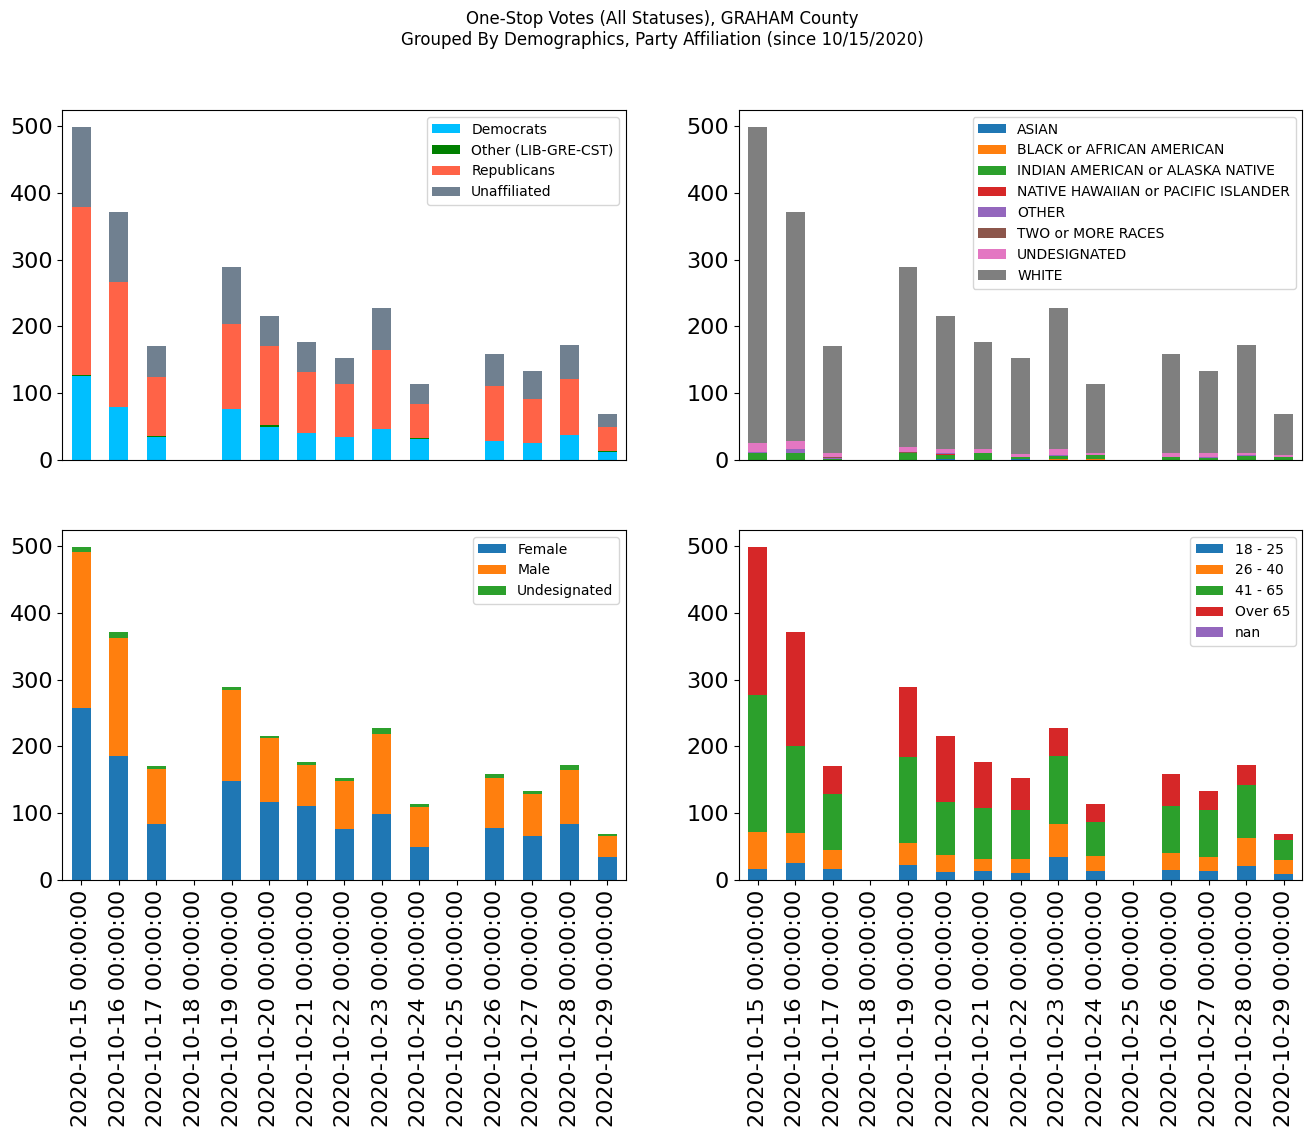 One-Stop Votes (All Statuses), GRAHAM County
Grouped By Demographics, Party Affiliation (since 10/15/2020)
500
400
300
200
100
0
Democrats
Other (LIB-GRE-CST)
Republicans
Unaffiliated
500
400
300
200
100
0
ASIAN
BLACK or AFRICAN AMERICAN
INDIAN AMERICAN or ALASKA NATIVE
NATIVE HAWAIIAN or PACIFIC ISLANDER
OTHER
TWO or MORE RACES
UNDESIGNATED
WHITE
500
400
300
200
100
0
Female
Male
Undesignated
2020-10-15 00:00:00
2020-10-16 00:00:00
2020-10-17 00:00:00
2020-10-18 00:00:00
2020-10-19 00:00:00
2020-10-20 00:00:00
2020-10-21 00:00:00
2020-10-22 00:00:00
2020-10-23 00:00:00
2020-10-24 00:00:00
2020-10-25 00:00:00
2020-10-26 00:00:00
2020-10-27 00:00:00
2020-10-28 00:00:00
2020-10-29 00:00:00
500
400
300
200
100
0
18 - 25
26 - 40
41 - 65
Over 65
nan
2020-10-15 00:00:00
2020-10-16 00:00:00
2020-10-17 00:00:00
2020-10-18 00:00:00
2020-10-19 00:00:00
2020-10-20 00:00:00
2020-10-21 00:00:00
2020-10-22 00:00:00
2020-10-23 00:00:00
2020-10-24 00:00:00
2020-10-25 00:00:00
2020-10-26 00:00:00
2020-10-27 00:00:00
2020-10-28 00:00:00
2020-10-29 00:00:00